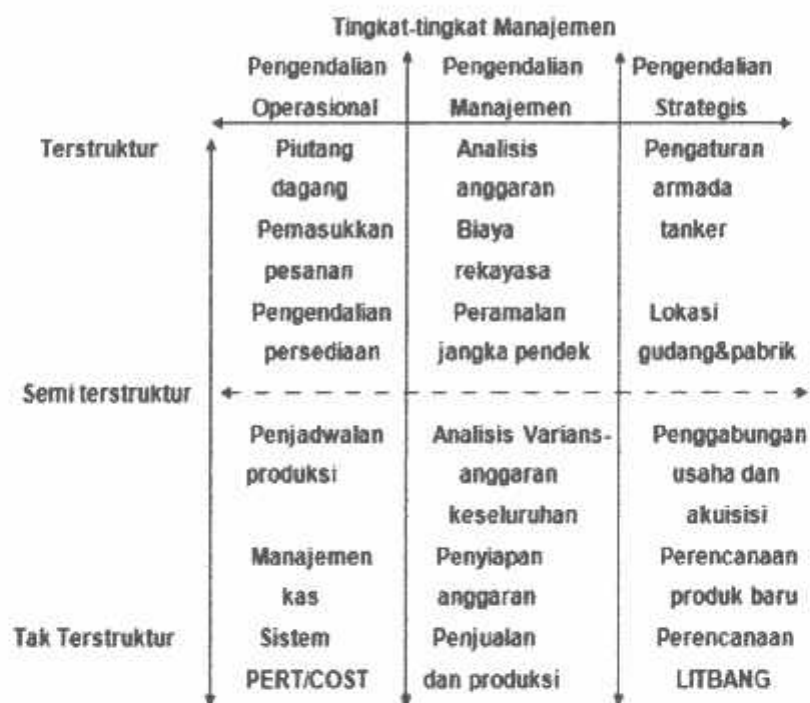 Tingkat-tingkat Manajemen
Pengendalian Pengendalian Pengendalian
Operasional Manajemen Strategis
Terstruktur Piutang Analisis Pengaturan
dagang anggaran armada
Pemasukkan Biaya tanker
pesanan rekayasa
Pengendalian Peramalan Lokasi
persediaan jangka pendek gudang&pabrik
Semi terstruktur
Penjadwalan Analisis Varians- Penggabungan
produksi anggaran usaha dan
keseluruhan akuisisi
Manajemen Penyiapan Perencanaan
kas anggaran produk baru
Tak Terstruktur Sistem Penjualan Perencanaan
PERT/COST dan produksi LITBANG